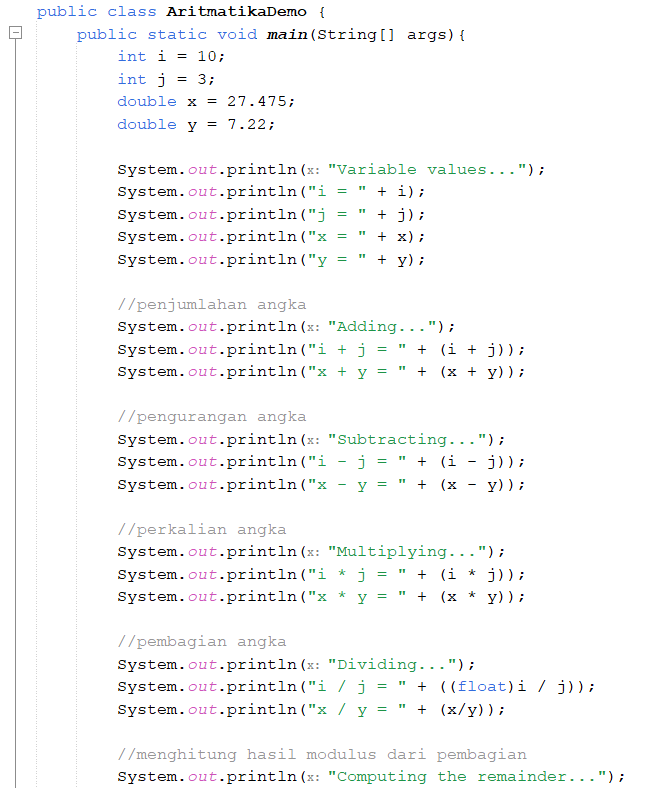 public class AritmatikaDemo {
public static void main(String[] args){
int i = 10;
int j = 3;
double x = 27.475;
double y = 7.22;
System.out.println(x: "Variable values...");
System.out.println("i = " + i);
System.out.println("j = " + j);
System.out.println("x = " + x);
System.out.println("y = " + y);
//penjumlahan angka
System.out.println(x: "Adding...");
System.out.println("i + j = " + (i + j));
System.out.println("x + y = " + (x + y));
//pengurangan angka
System.out.println(x: "Subtracting...");
System.out.println("i - j = " + (i - j));
System.out.println("x - y = " + (x - y));
//perkalian angka
System.out.println(x: "Multiplying...");
System.out.println("i * j = " + (i * j));
System.out.println("x * y = " + (x * y));
//pembagian angka
System.out.println(x: "Dividing...");
System.out.println("i / j = " + ((float)i / j));
System.out.println("x / y = " + (x/y));
//menghitung hasil modulus dari pembagian
System.out.println(x: "Computing the remainder...");